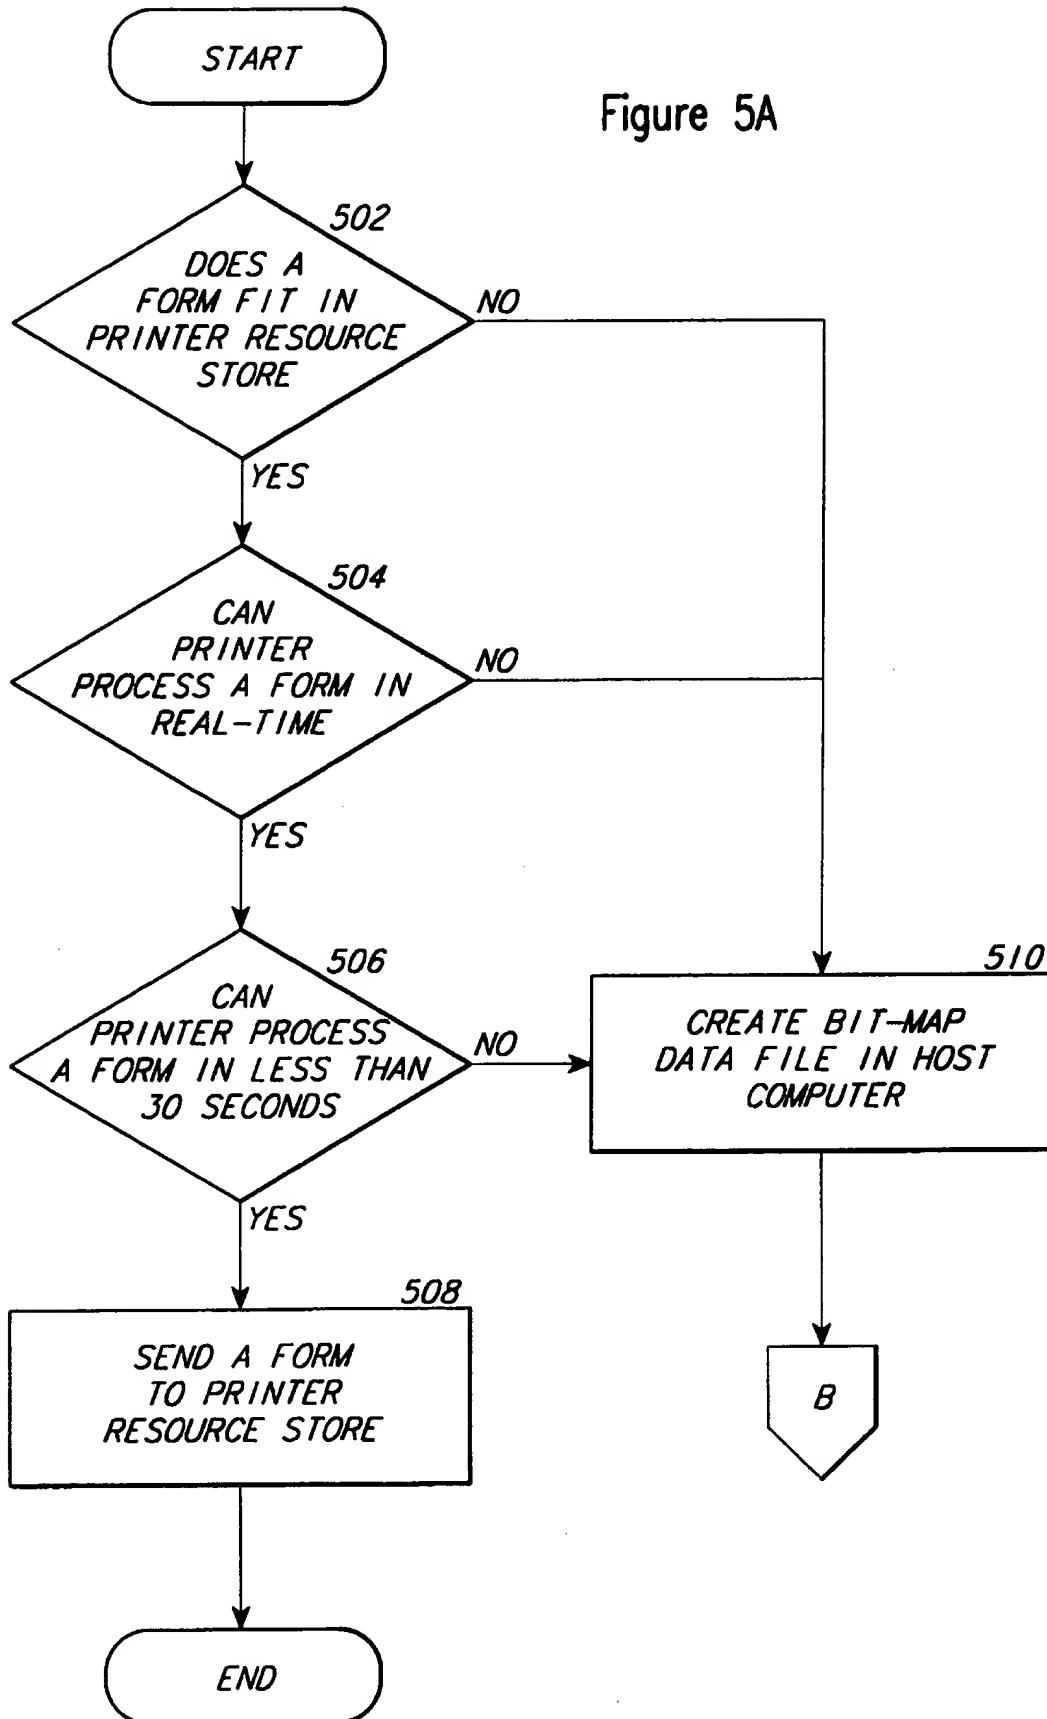 START
Figure 5A
502
DOES A
FORM FIT IN
PRINTER RESOURCE
STORE
NO
YES
504
CAN
PRINTER
PROCESS A FORM IN
REAL-TIME
NO
YES
506
CAN
PRINTER PROCESS
A FORM IN LESS THAN
30 SECONDS
NO
YES
510
CREATE BIT-MAP
DATA FILE IN HOST
COMPUTER
508
SEND A FORM
TO PRINTER
RESOURCE STORE
B
END